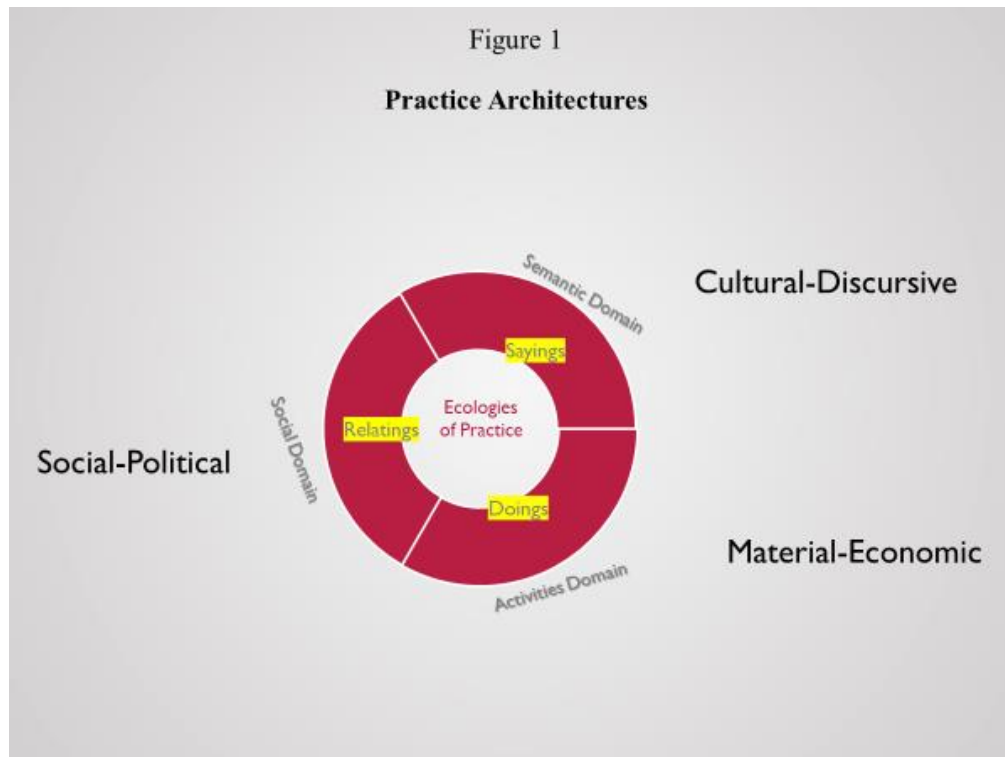 Figure 1
Practice Architectures
Semantic Domain
Cultural-Discursive
Sayings
Ecologies
of Practice
Relatings
Social Domain
Social-Political
Doings
Material-Economic
Activities Domain